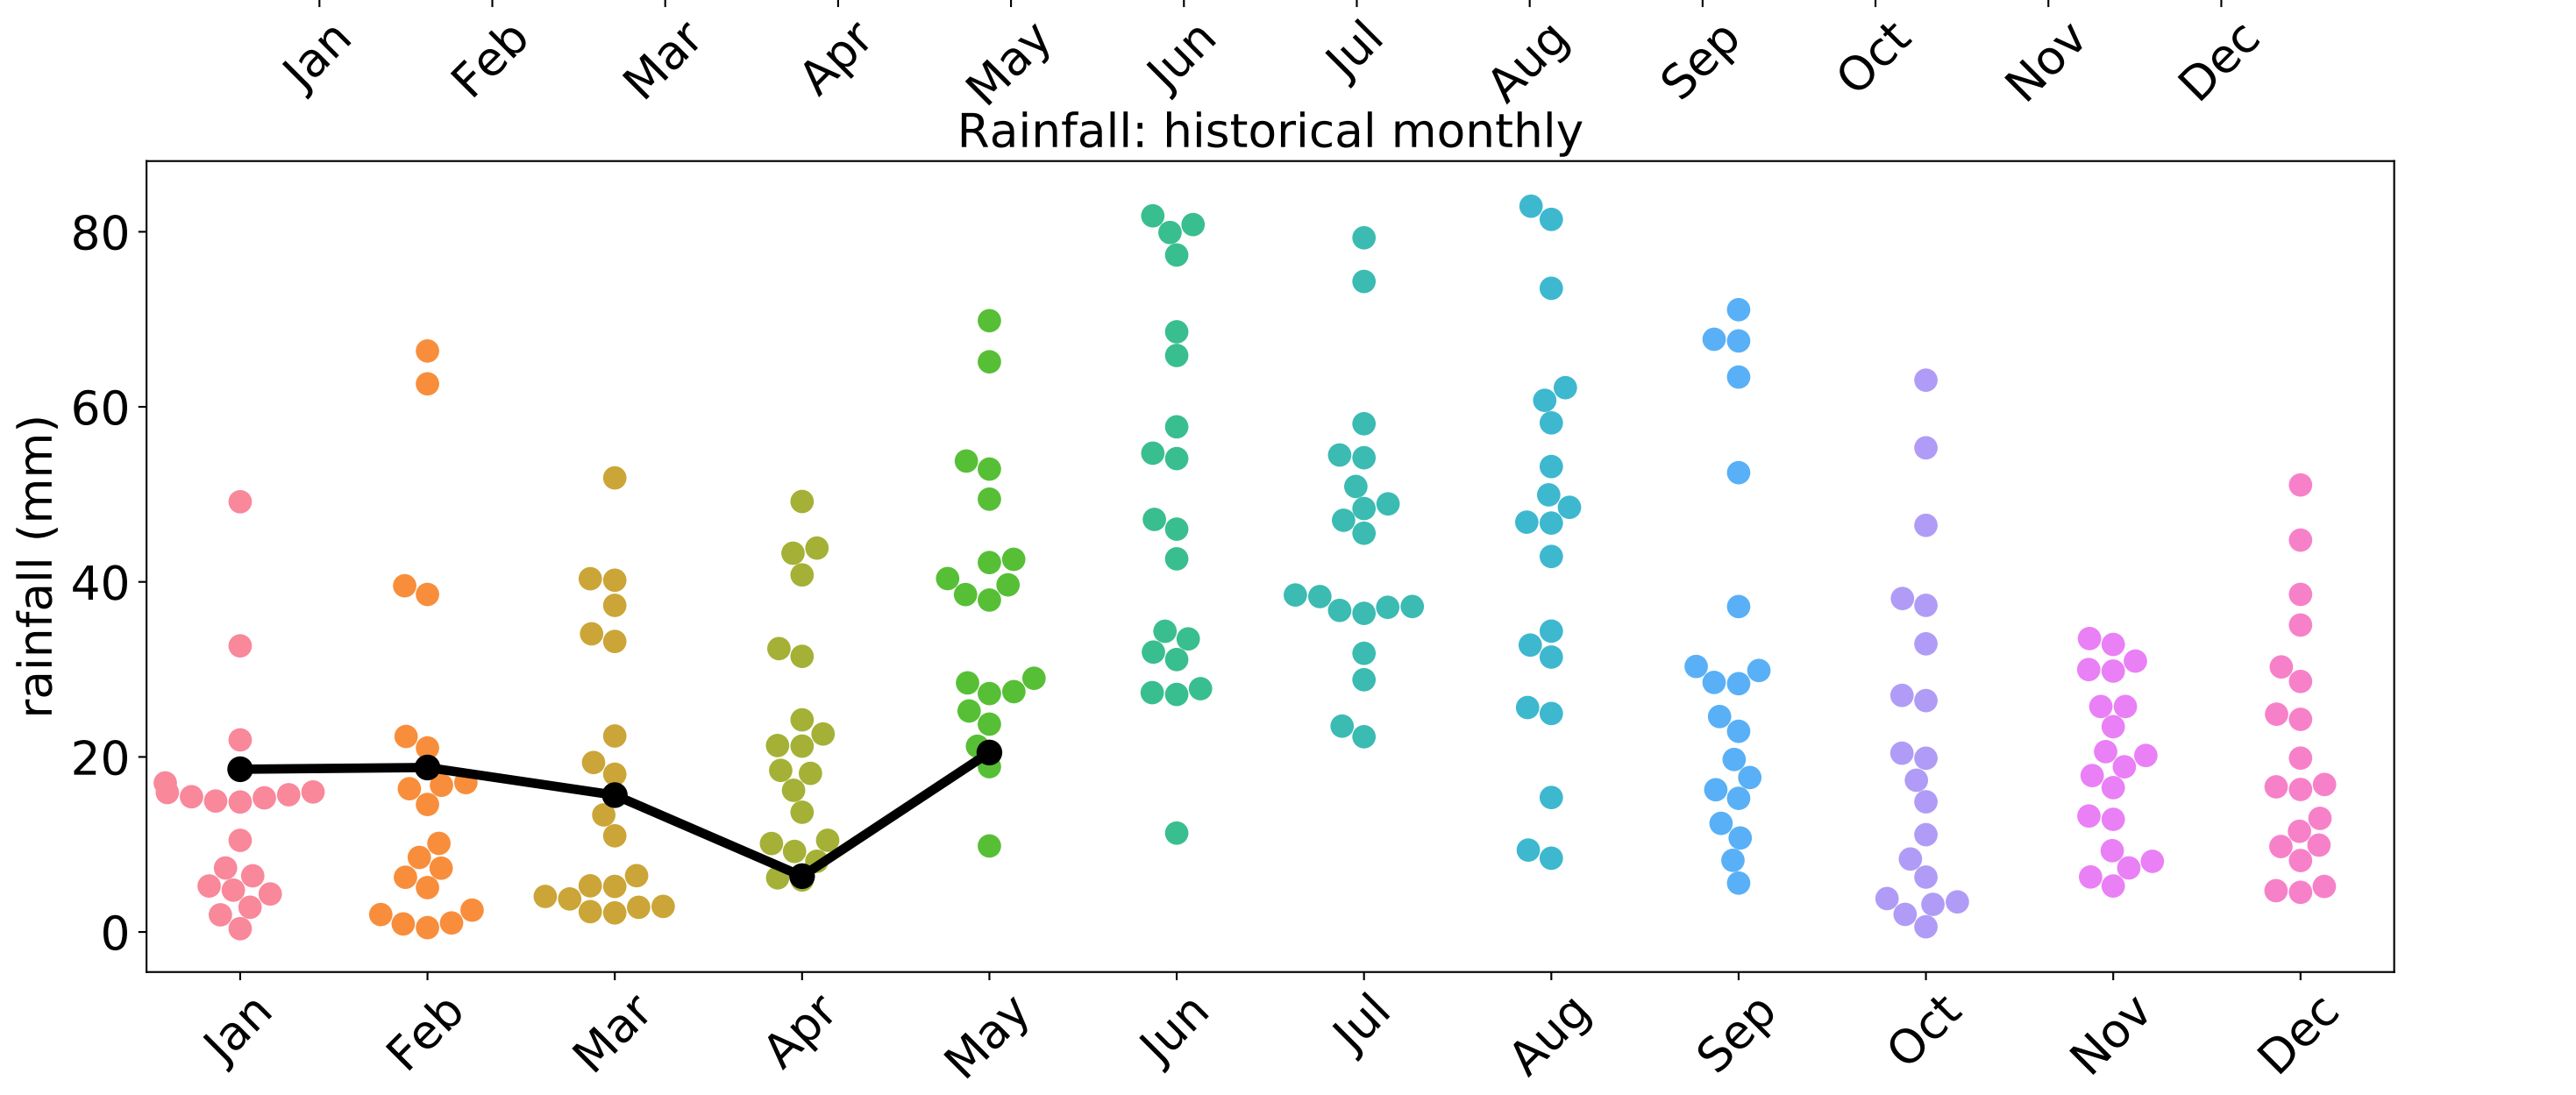 Jan Feb Mar Apr May Jun Jul Aug Sep Oct Nov Dec
Rainfall: historical monthly
rainfall (mm)
80
60
40
20
0
Jan Feb Mar Apr May Jun Jul Aug Sep Oct Nov Dec